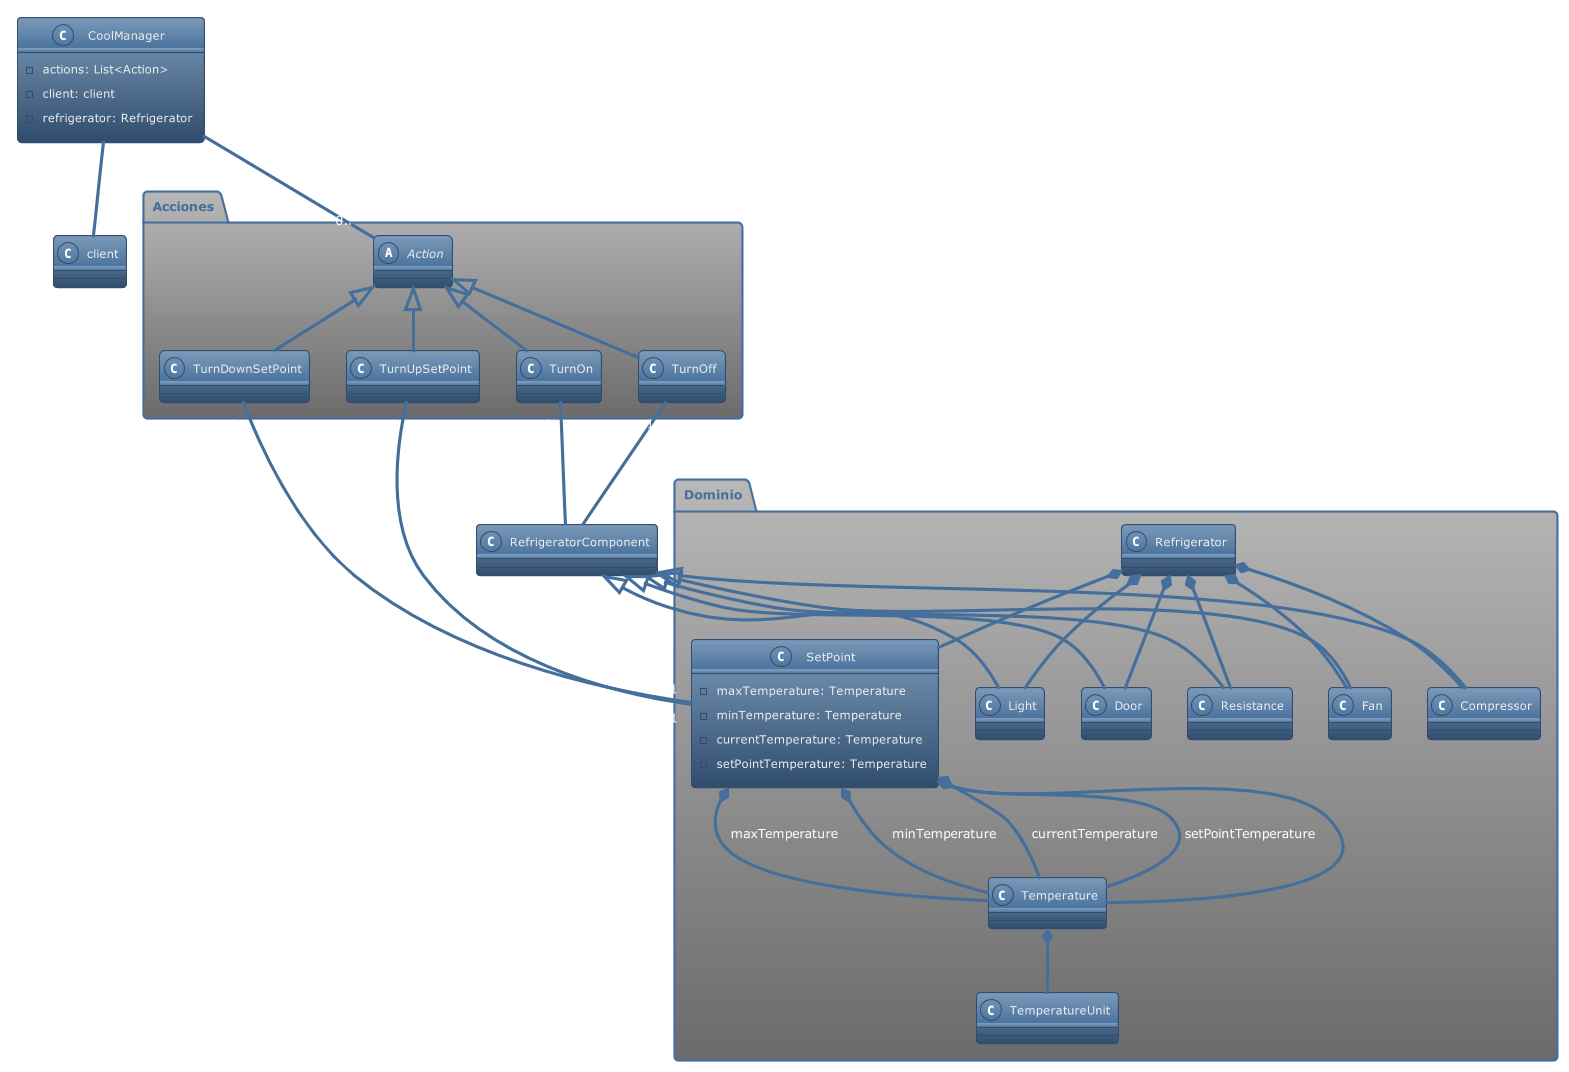 C CoolManager
actions: List<Action>
client: client
refrigerator: Refrigerator
Acciones
C client
A Action
C TurnDownSetPoint
C TurnUpSetPoint
C TurnOn
C TurnOff
Dominio
C RefrigeratorComponent
C Refrigerator
C SetPoint
maxTemperature: Temperature
minTemperature: Temperature
currentTemperature: Temperature
setPointTemperature: Temperature
1
1
C Light
C Door
C Resistance
C Fan
C Compressor
maxTemperature
minTemperature
currentTemperature
setPointTemperature
C Temperature
C TemperatureUnit